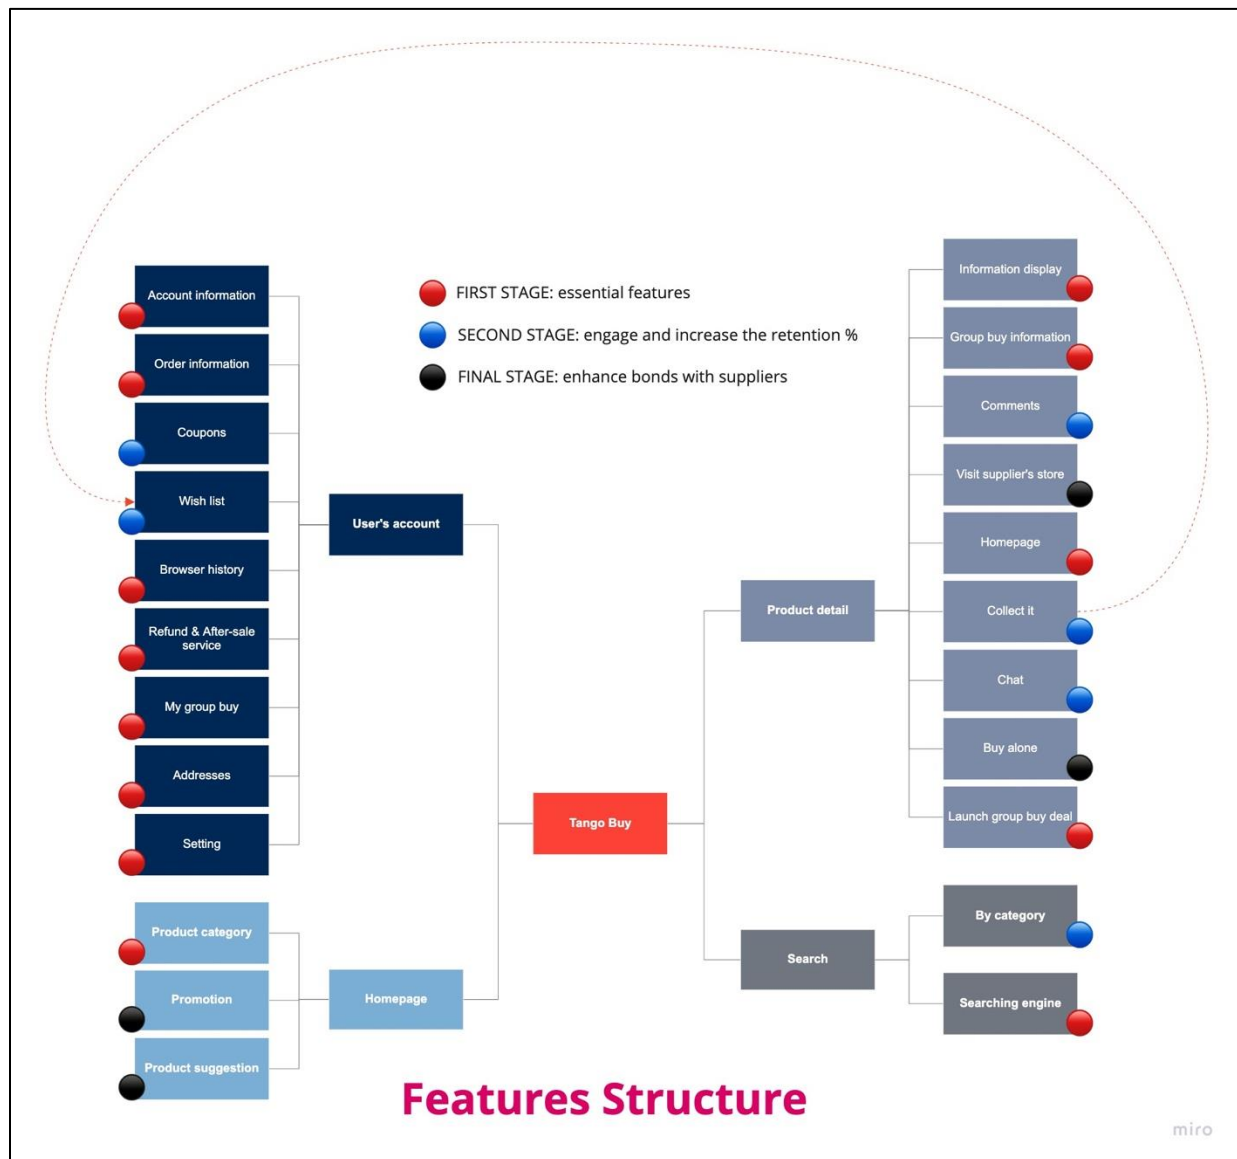 Account information
Order information
Coupons
Wish list
Browser history
Refund & After-sale
service
My group buy
Addresses
Setting
Product category
Promotion
Product suggestion
User's account
Homepage
FIRST STAGE: essential features
SECOND STAGE: engage and increase the retention %
FINAL STAGE: enhance bonds with suppliers
Tango Buy
Product detail
Search
Information display
Group buy information
Comments
Visit supplier's store
Homepage
Collect it
Chat
Buy alone
Launch group buy deal
By category
Searching engine
Features Structure
miro